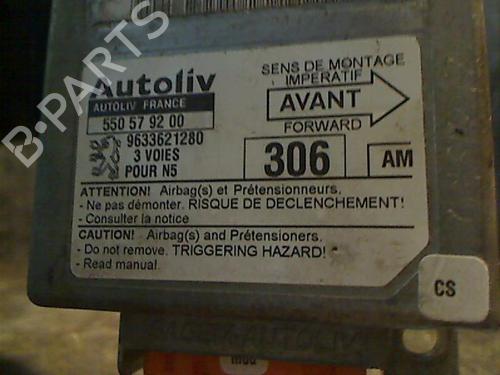 B-PARTS
Autoliv
AUTOLIV FRANCE
550 57 92 00
9633621280
3 VOIES
POUR N5
SENS DE MONTAGE
IMPERATIF
AVANT
FORWARD
306
AM
ATTENTION! Airbag(s) et Prétensionneurs.
- Ne pas démonter. RISQUE DE DECLENCHEMENT!
- Consulter la notice
CAUTION! Airbag(s) and Prétensioners.
- Do not remove. TRIGGERING HAZARD!
- Read manual.
CS